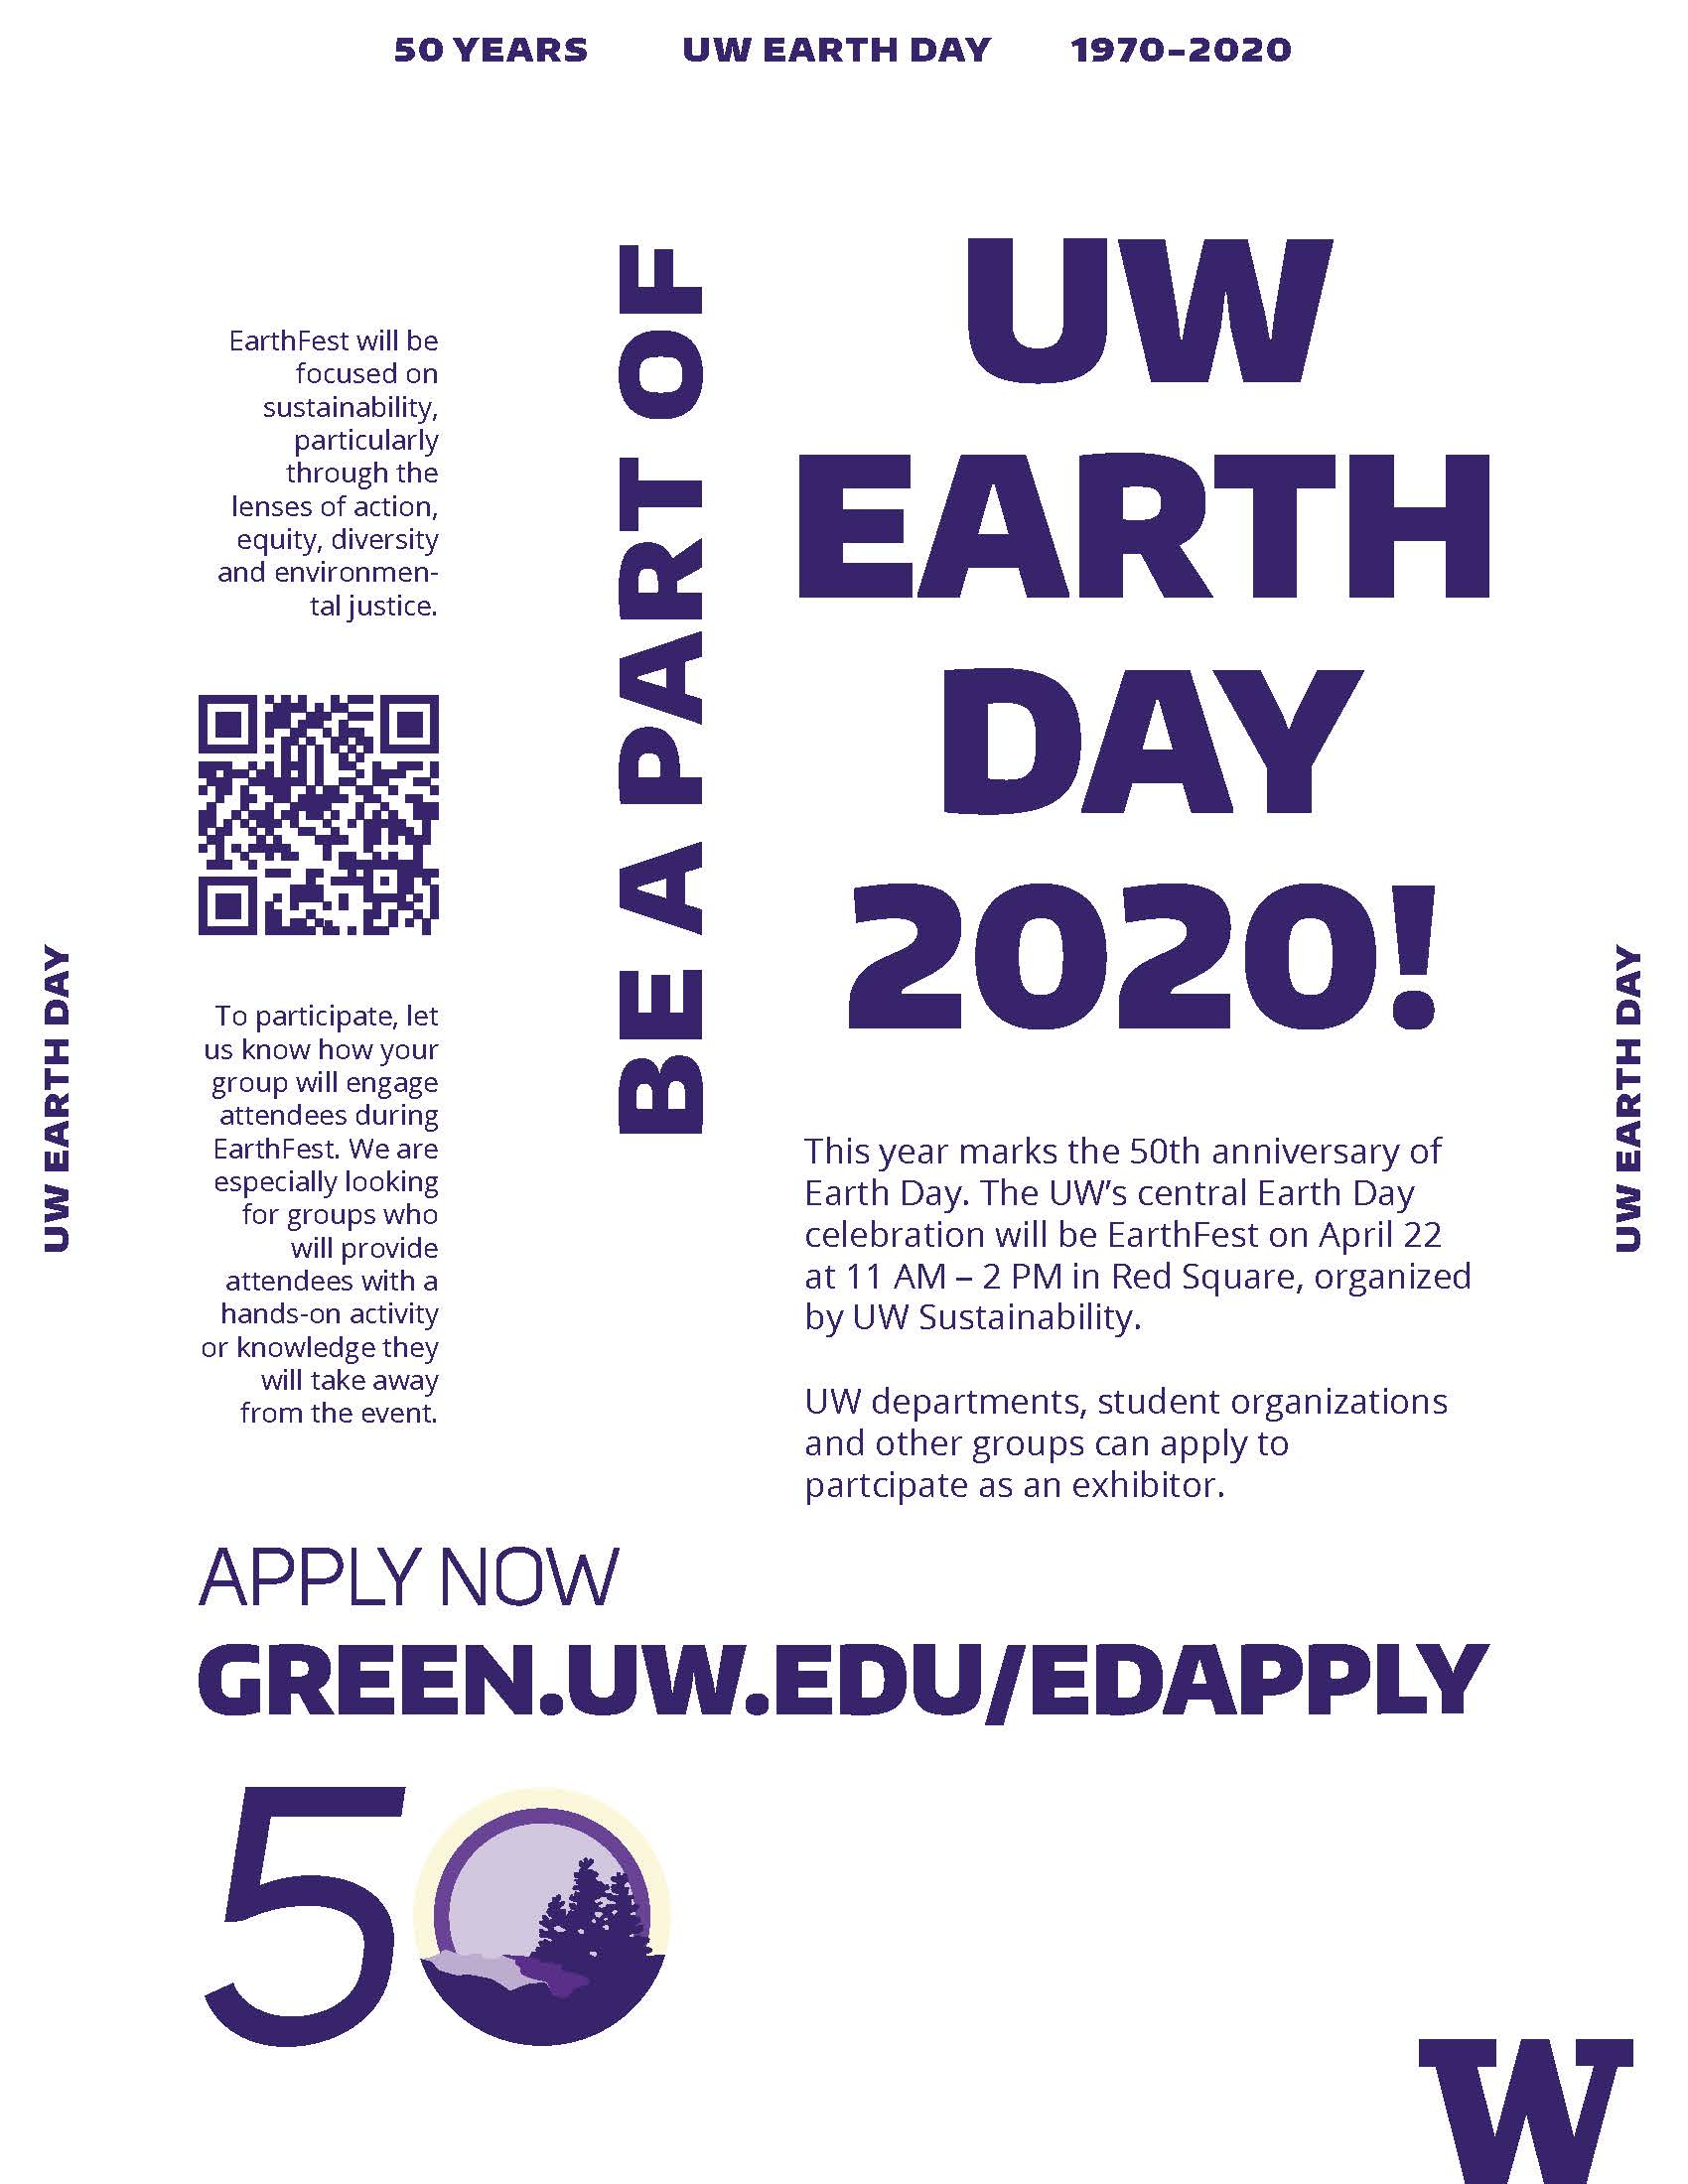 50 YEARS UW EARTH DAY 1970–2020
BE A PART OF
UW
EARTH
DAY
2020!
EarthFest will be
focused on
sustainability,
particularly
through the
lenses of action,
equity, diversity
and environmen-
tal justice.
To participate, let
us know how your
group will engage
attendees during
EarthFest. We are
especially looking
for groups who
will provide
attendees with a
hands-on activity
or knowledge they
will take away
from the event.
This year marks the 50th anniversary of
Earth Day. The UW’s central Earth Day
celebration will be EarthFest on April 22
at 11 AM – 2 PM in Red Square, organized
by UW Sustainability.
UW departments, student organizations
and other groups can apply to
partcipate as an exhibitor.
UW EARTH DAY
UW EARTH DAY
APPLY NOW
GREEN.UW.EDU/EDAPPLY
50
W